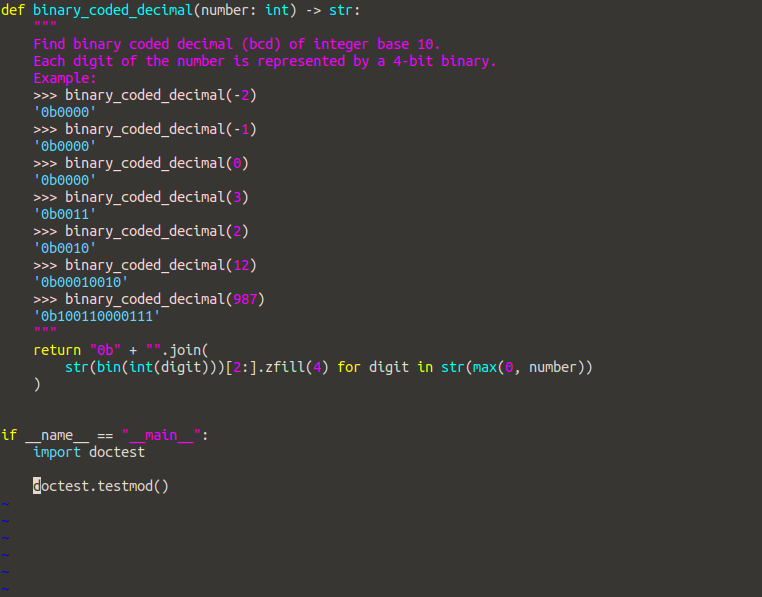 def binary_coded_decimal(number: int) -> str:
    """
    Find binary coded decimal (bcd) of integer base 10.
    Each digit of the number is represented by a 4-bit binary.
    Example:
    >>> binary_coded_decimal(-2)
    '0b0000'
    >>> binary_coded_decimal(-1)
    '0b0000'
    >>> binary_coded_decimal(0)
    '0b0000'
    >>> binary_coded_decimal(3)
    '0b0011'
    >>> binary_coded_decimal(2)
    '0b0010'
    >>> binary_coded_decimal(12)
    '0b00010010'
    >>> binary_coded_decimal(987)
    '0b100110000111'
    """
    return "0b" + "".join(
        str(bin(int(digit)))[2:].zfill(4) for digit in str(max(0, number))
    )


if __name__ == "__main__":
    import doctest

    doctest.testmod()
~
~
~
~
~
~